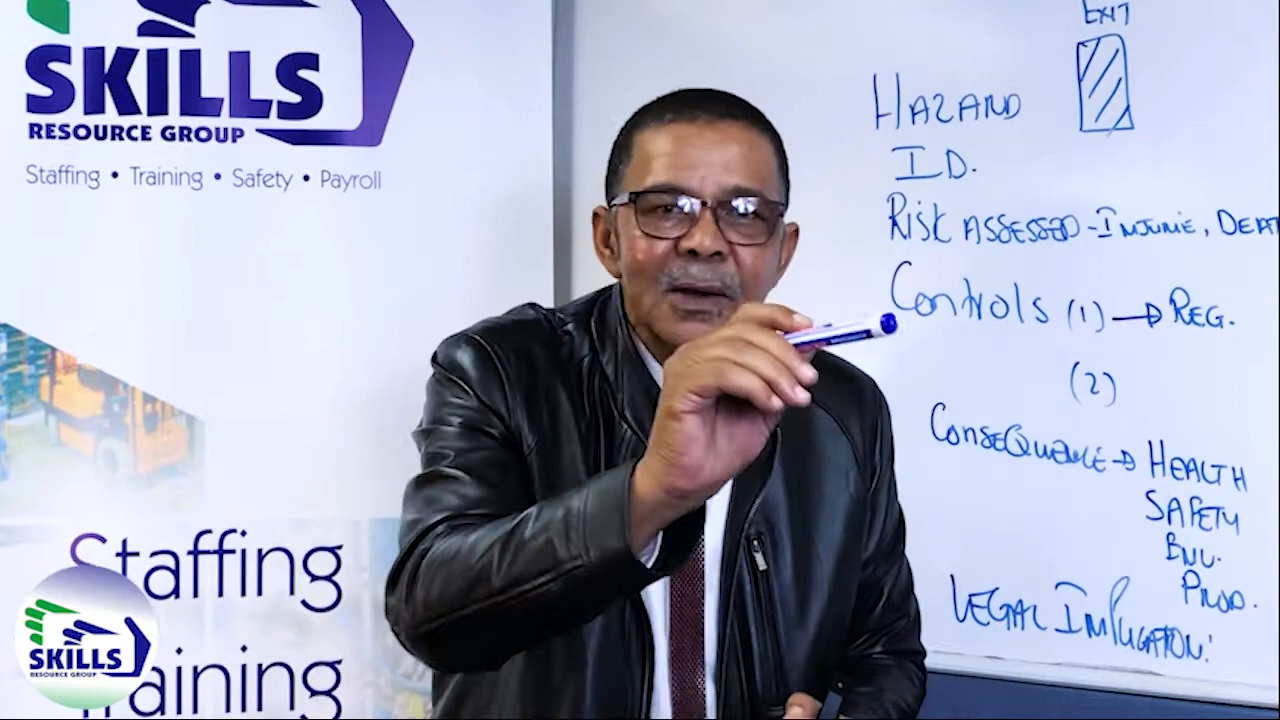 SKILLS
RESOURCE GROUP
Staffing • Training • Safety • Payroll
Staffing
Training
SKILLS
RESOURCE GROUP
EXIT
HAZARD
I.D.
RISK ASSESSED - INJURIE, DEAT
Controls (1) → REG.
(2)
CONSEQUENCE → HEALTH
SAFETY
ENV.
PROD.
LEGAL IMPLICATION.